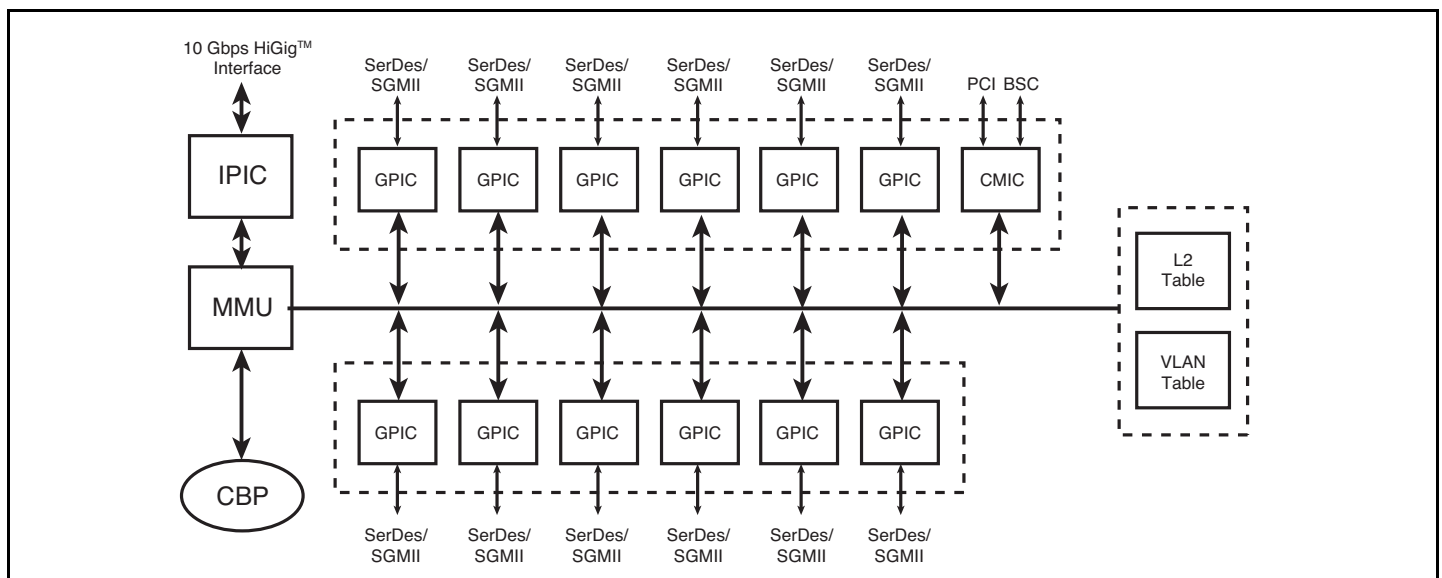 10 Gbps HiGig™
Interface
SerDes/
SGMII
SerDes/
SGMII
SerDes/
SGMII
SerDes/
SGMII
SerDes/
SGMII
SerDes/
SGMII
PCI BSC
IPIC
GPIC
GPIC
GPIC
GPIC
GPIC
GPIC
CMIC
MMU
L2
Table
VLAN
Table
GPIC
GPIC
GPIC
GPIC
GPIC
GPIC
CBP
SerDes/
SGMII
SerDes/
SGMII
SerDes/
SGMII
SerDes/
SGMII
SerDes/
SGMII
SerDes/
SGMII